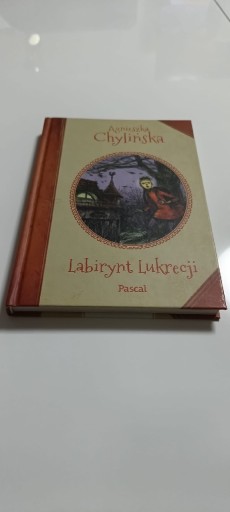 Agnieszka
Chylińska
Labirynt Lukrecji
Pascal